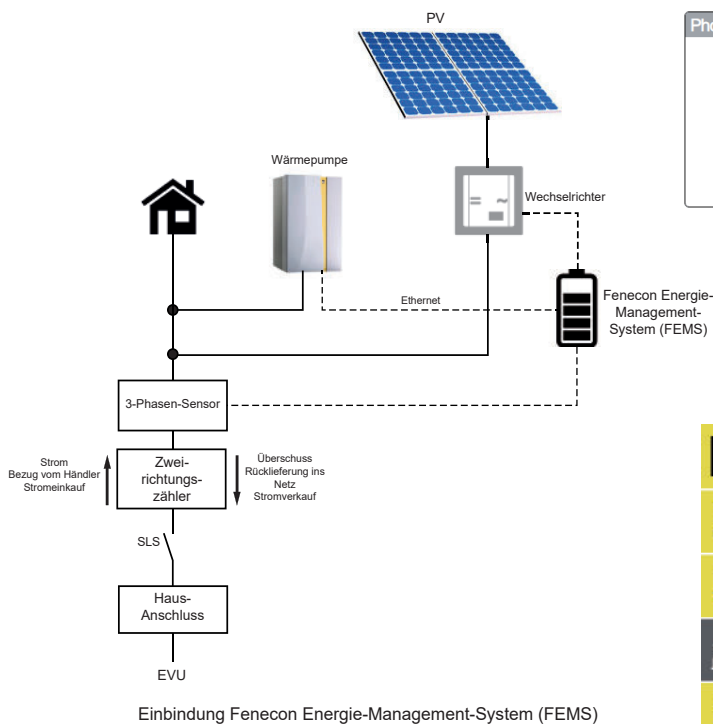 PV
Pho
Wärmepumpe
Wechselrichter
Ethernet
Fenecon Energie-
Management-
System (FEMS)
3-Phasen-Sensor
Strom
Bezug vom Händler
Stromeinkauf
Zwei-
richtungs-
zähler
Überschuss
Rücklieferung ins
Netz
Stromverkauf
SLS
Haus-
Anschluss
EVU
Einbindung Fenecon Energie-Management-System (FEMS)